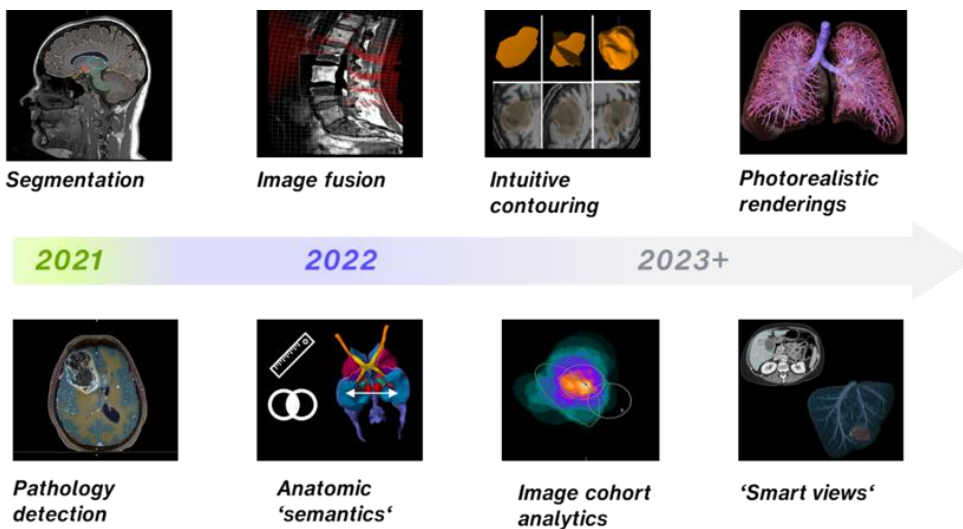 Segmentation
Image fusion
Intuitive
contouring
Photorealistic
renderings
2021
2022
2023+
Pathology
detection
Anatomic
‘semantics‘
Image cohort
analytics
‘Smart views‘